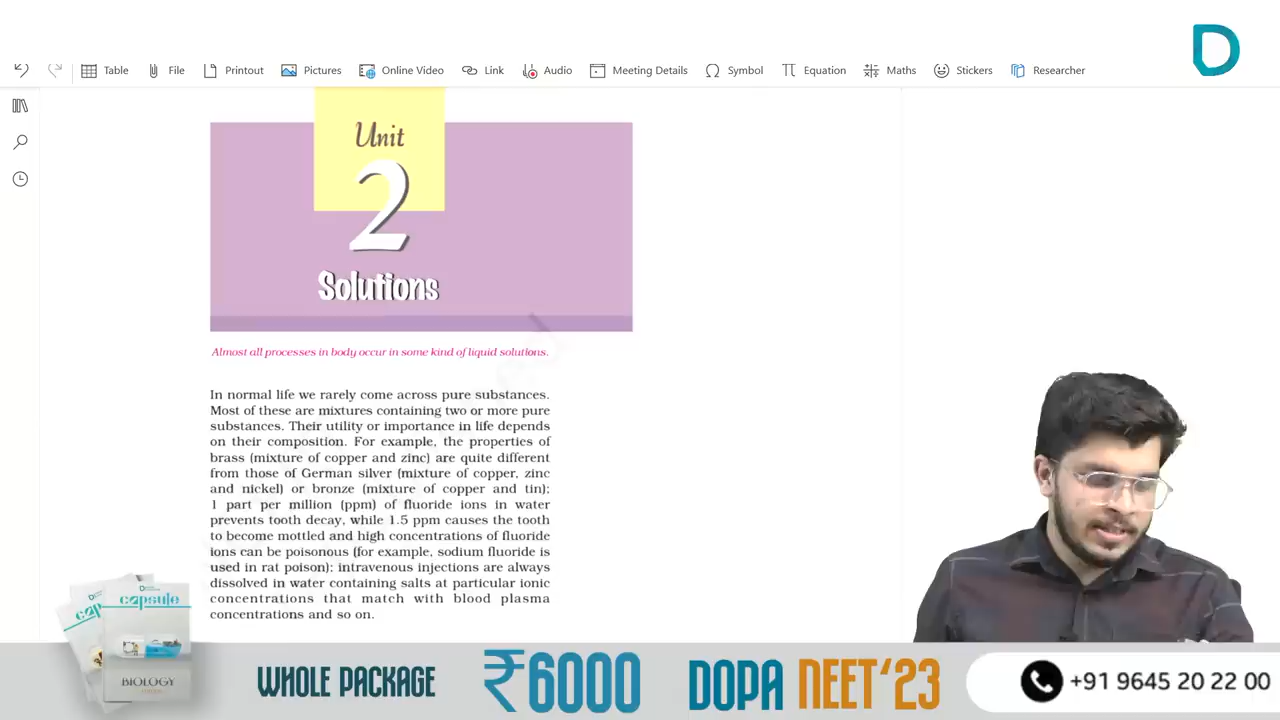 D
Table File Printout Pictures Online Video Link Audio Meeting Details Symbol Equation Maths Stickers Researcher
Unit
2
Solutions
Almost all processes in body occur in some kind of liquid solutions.
In normal life we rarely come across pure substances.
Most of these are mixtures containing two or more pure
substances. Their utility or importance in life depends
on their composition. For example, the properties of
brass (mixture of copper and zinc) are quite different
from those of German silver (mixture of copper, zinc
and nickel) or bronze (mixture of copper and tin);
1 part per million (ppm) of fluoride ions in water
prevents tooth decay, while 1.5 ppm causes the tooth
to become mottled and high concentrations of fluoride
ions can be poisonous (for example, sodium fluoride is
used in rat poison); intravenous injections are always
dissolved in water containing salts at particular ionic
concentrations that match with blood plasma
concentrations and so on.
capsule
BIOLOGY
WHOLE PACKAGE ₹6000 DOPA NEET'23 +91 9645 20 22 00